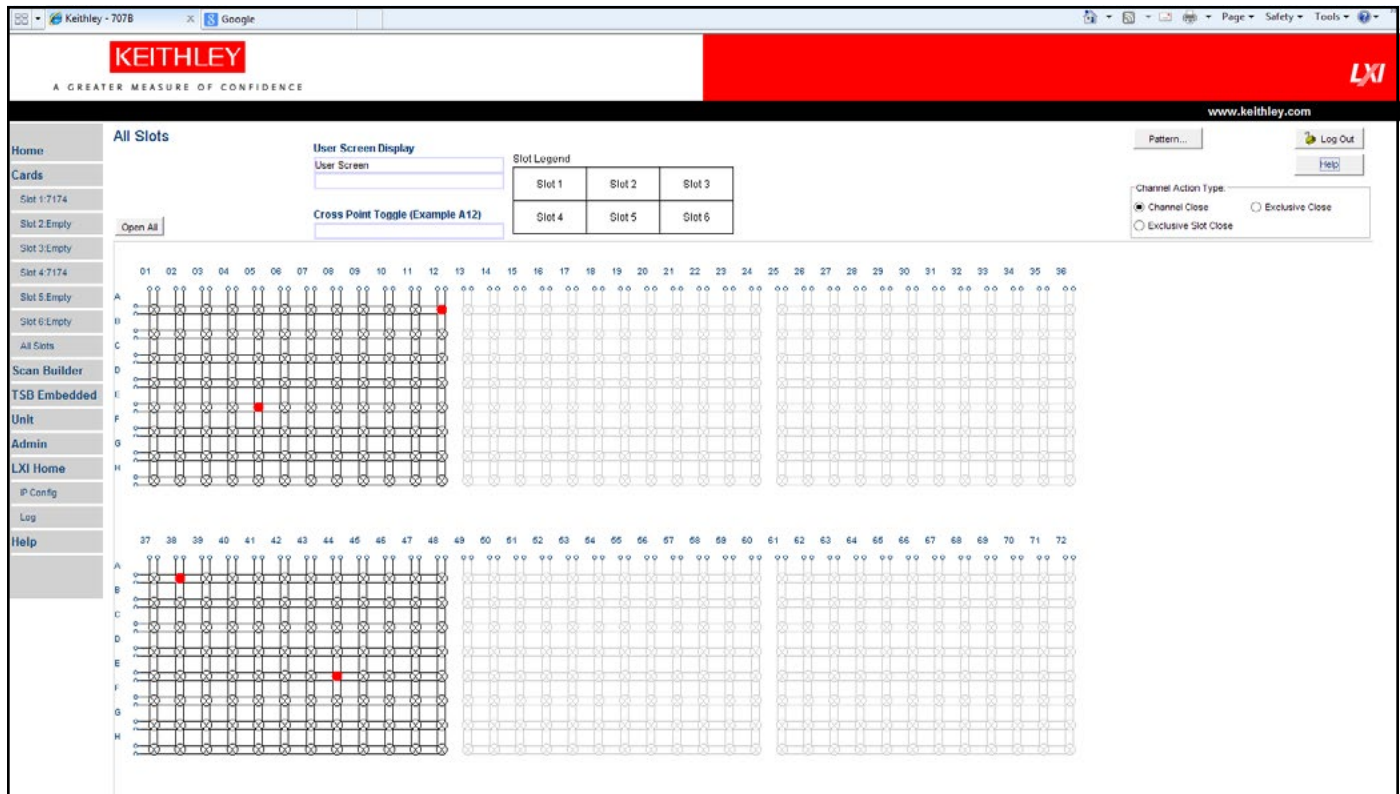 Keithley - 707B X Google Page Safety Tools
KEITHLEY
A GREATER MEASURE OF CONFIDENCE
LXI
www.keithley.com
Home
Cards
Slot 1:7174
Slot 2:Empty
Slot 3:Empty
Slot 4:7174
Slot 5:Empty
Slot 6:Empty
All Slots
Scan Builder
TSB Embedded
Unit
Admin
LXI Home
IP Config
Log
Help
All Slots
User Screen Display
User Screen
Cross Point Toggle (Example A12)
Open All
Slot Legend
Slot 1 Slot 2 Slot 3
Slot 4 Slot 5 Slot 6
Pattern... Log Out
Help
Channel Action Type:
Channel Close Exclusive Close
Exclusive Slot Close
01 02 03 04 05 06 07 08 09 10 11 12 13 14 15 16 17 18 19 20 21 22 23 24 25 26 27 28 29 30 31 32 33 34 35 36
A
B
C
D
E
F
G
H
37 38 39 40 41 42 43 44 45 46 47 48 49 50 51 52 53 54 55 56 57 58 59 60 61 62 63 64 65 66 67 68 69 70 71 72
A
B
C
D
E
F
G
H